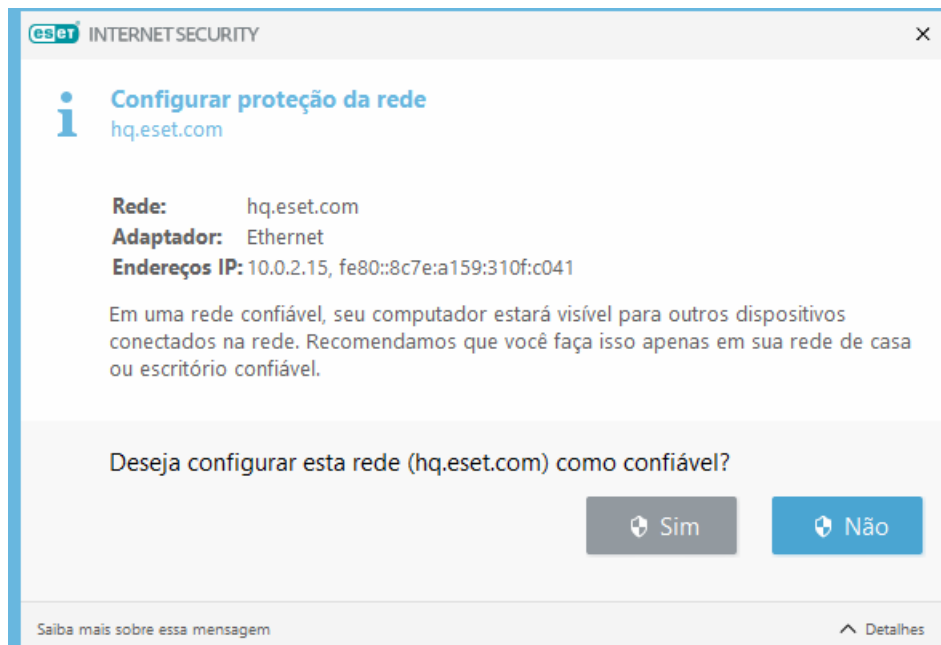 eset INTERNET SECURITY
Configurar proteção da rede
hq.eset.com
Rede: hq.eset.com
Adaptador: Ethernet
Endereços IP: 10.0.2.15, fe80::8c7e:a159:310f:c041
Em uma rede confiável, seu computador estará visível para outros dispositivos
conectados na rede. Recomendamos que você faça isso apenas em sua rede de casa
ou escritório confiável.
Deseja configurar esta rede (hq.eset.com) como confiável?
Sim Não
Saiba mais sobre essa mensagem Detalhes